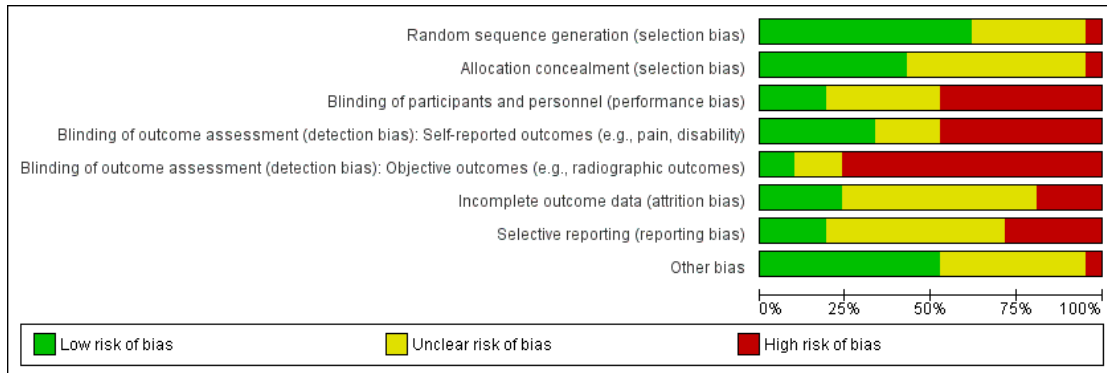 Random sequence generation (selection bias)
Allocation concealment (selection bias)
Blinding of participants and personnel (performance bias)
Blinding of outcome assessment (detection bias): Self-reported outcomes (e.g., pain, disability)
Blinding of outcome assessment (detection bias): Objective outcomes (e.g., radiographic outcomes)
Incomplete outcome data (attrition bias)
Selective reporting (reporting bias)
Other bias
0% 25% 50% 75% 100%
Low risk of bias Unclear risk of bias High risk of bias